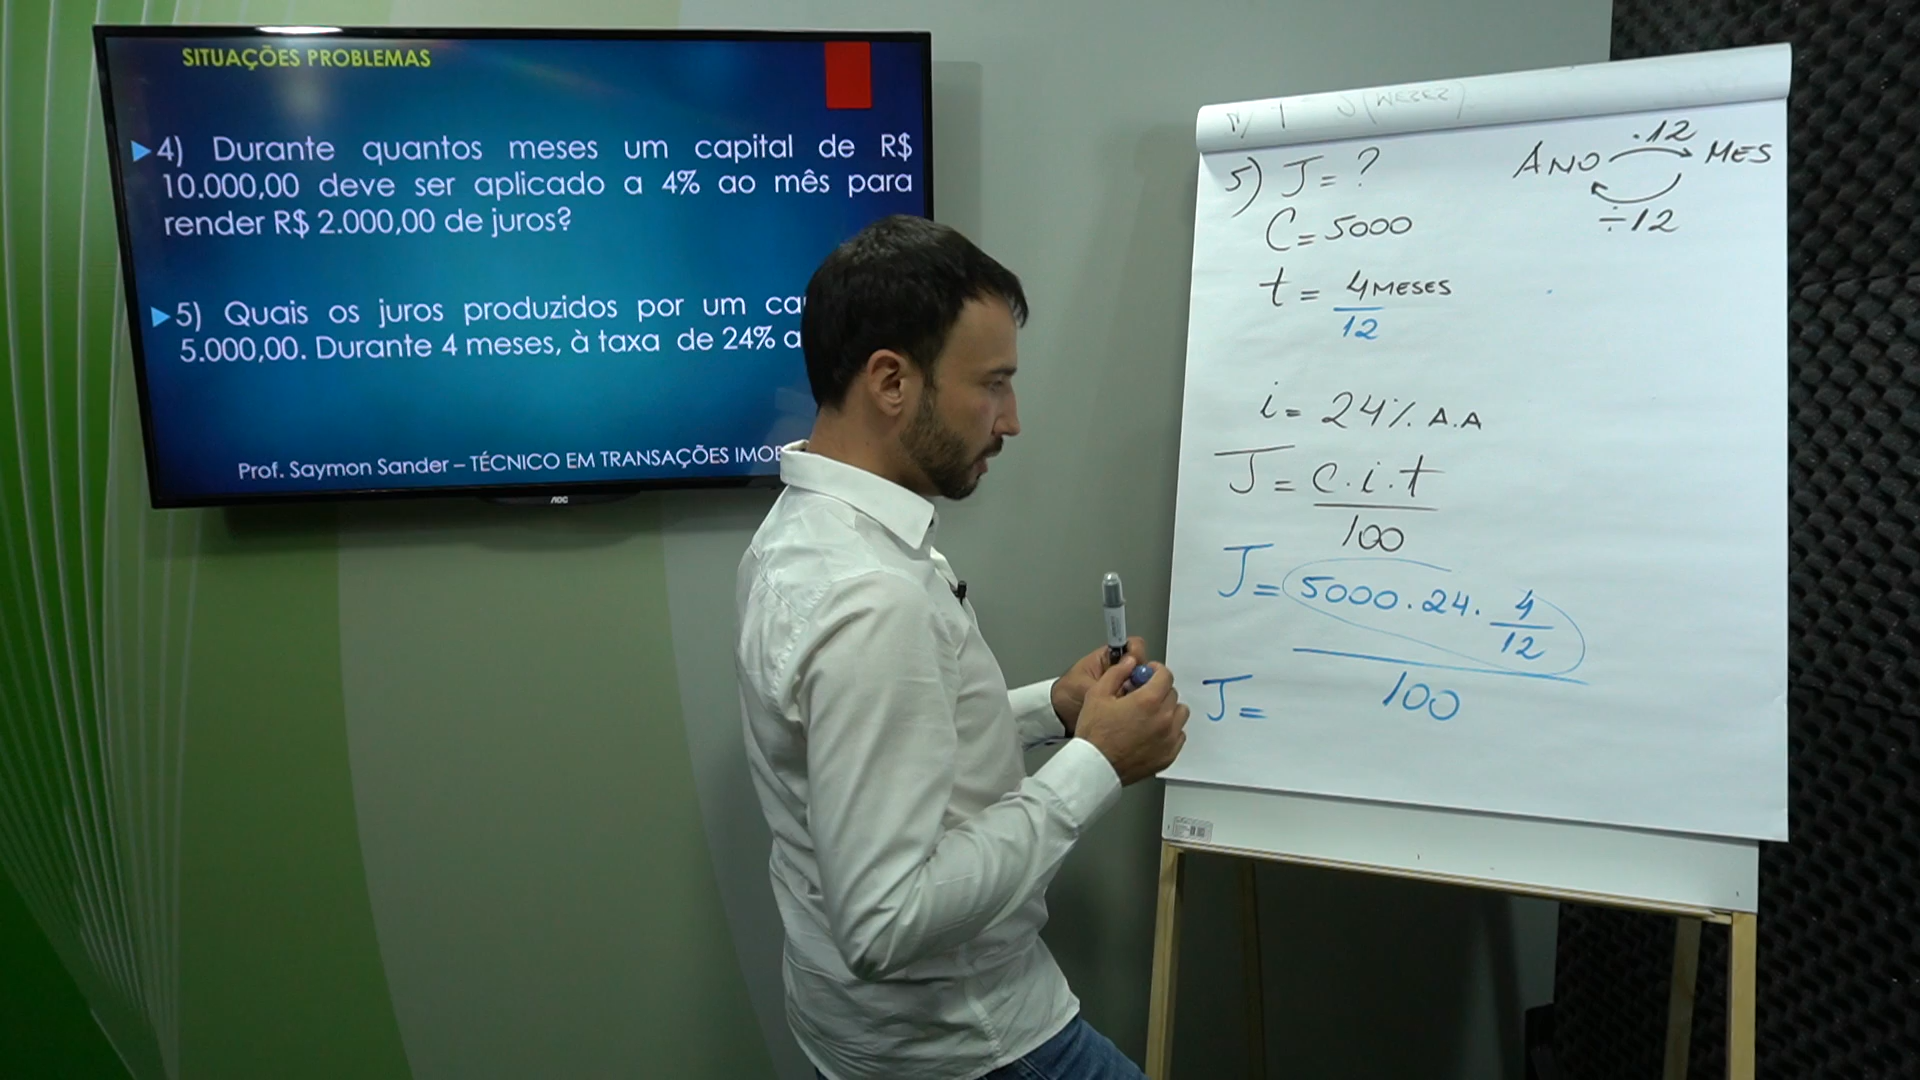 SITUAÇÕES PROBLEMAS
4) Durante quantos meses um capital de R$
10.000,00 deve ser aplicado a 4% ao mês para
render R$ 2.000,00 de juros?
5) Quais os juros produzidos por um
5.000,00. Durante 4 meses, à taxa de 24%
Prof. Saymon Sander – TÉCNICO EM TRANSAÇÕES
AOC
5) J = ?
C = 5000
t = 4 MESES
12
i = 24% A.A
J = C.i.t
100
J = 5000.24. 4
12
100
J =
ANO .12 MES
÷12